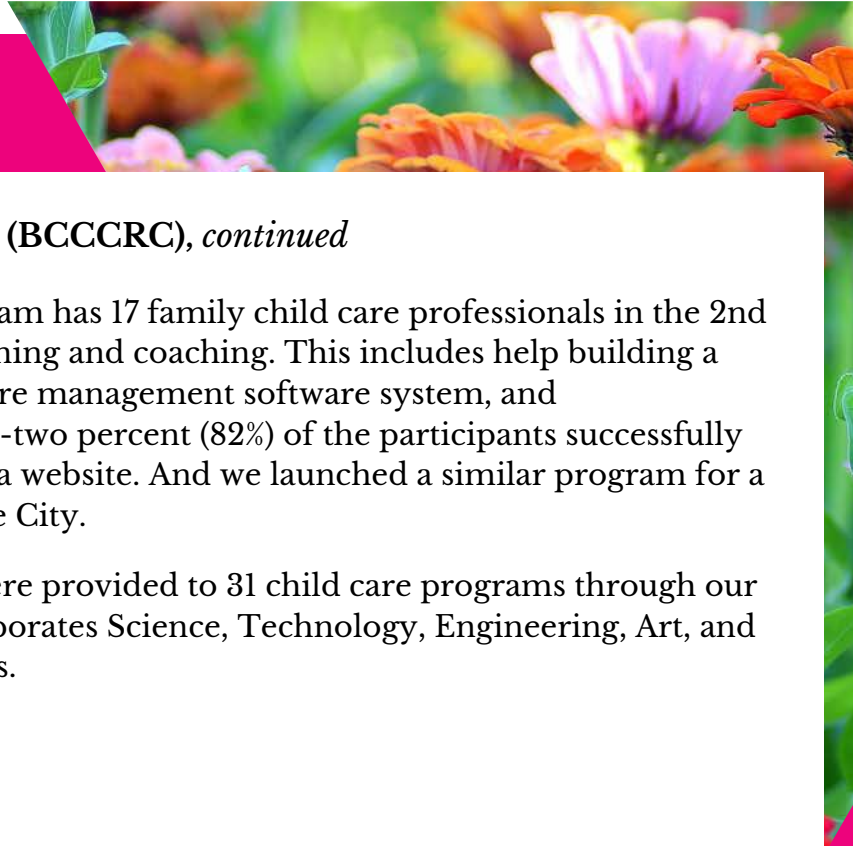 (BCCCRC), continued
am has 17 family child care professionals in the 2nd
ning and coaching. This includes help building a
re management software system, and
-two percent (82%) of the participants successfully
a website. And we launched a similar program for a
e City.
ere provided to 31 child care programs through our
porates Science, Technology, Engineering, Art, and
s.